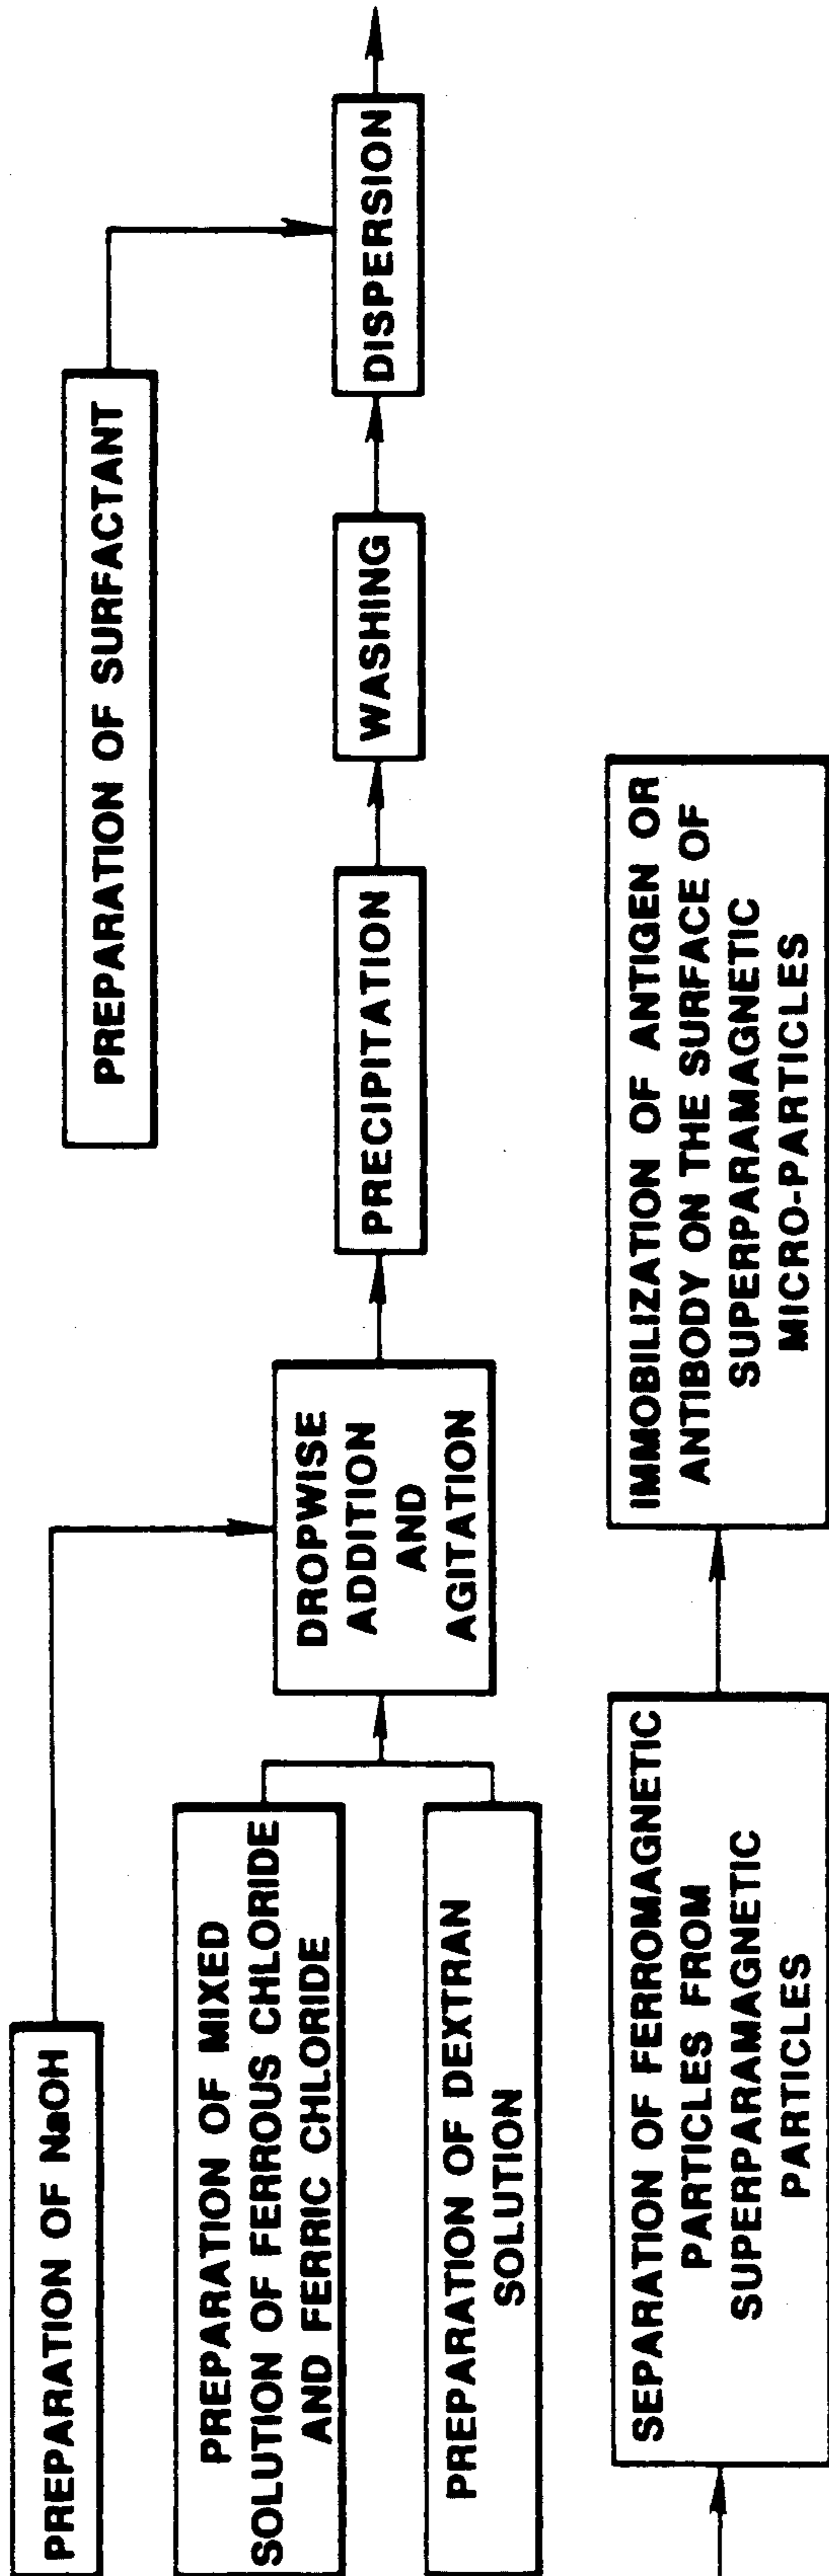 PREPARATION OF NaOH
PREPARATION OF MIXED
SOLUTION OF FERROUS CHLORIDE
AND FERRIC CHLORIDE
PREPARATION OF DEXTRAN
SOLUTION
DROPWISE
ADDITION
AND
AGITATION
PRECIPITATION
WASHING
PREPARATION OF SURFACTANT
DISPERSION
SEPARATION OF FERROMAGNETIC
PARTICLES FROM
SUPERPARAMAGNETIC
PARTICLES
IMMOBILIZATION OF ANTIGEN OR
ANTIBODY ON THE SURFACE OF
SUPERPARAMAGNETIC
MICRO-PARTICLES